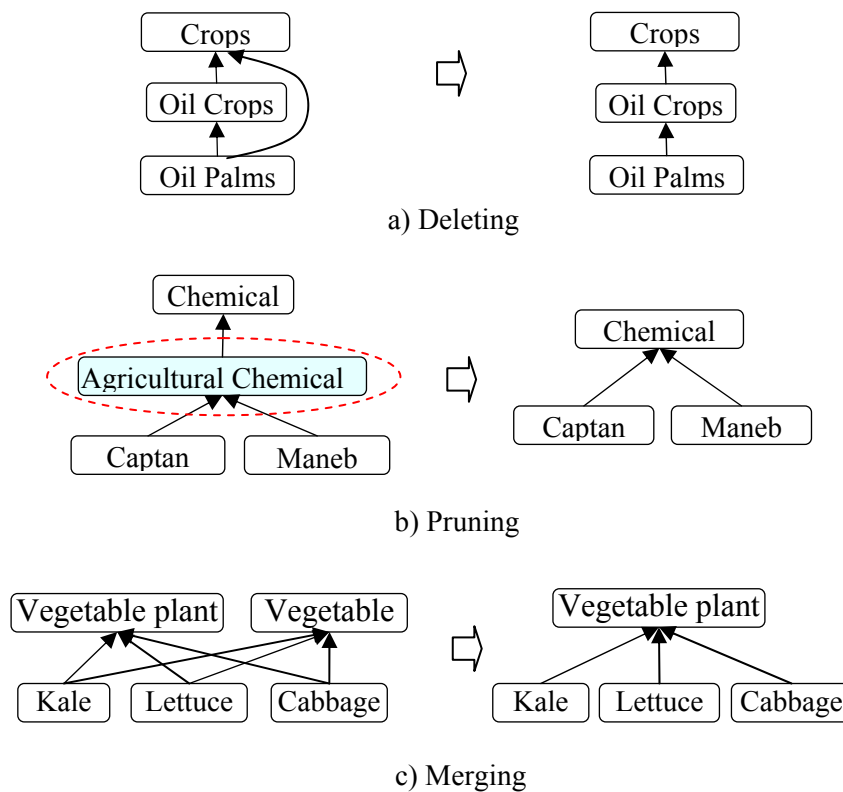 Crops Crops
Oil Crops Oil Crops
Oil Palms Oil Palms
a) Deleting
Chemical
Chemical
Agricultural Chemical
Captan Maneb
Captan Maneb
b) Pruning
Vegetable plant Vegetable Vegetable plant
Kale Lettuce Cabbage Kale Lettuce Cabbage
c) Merging